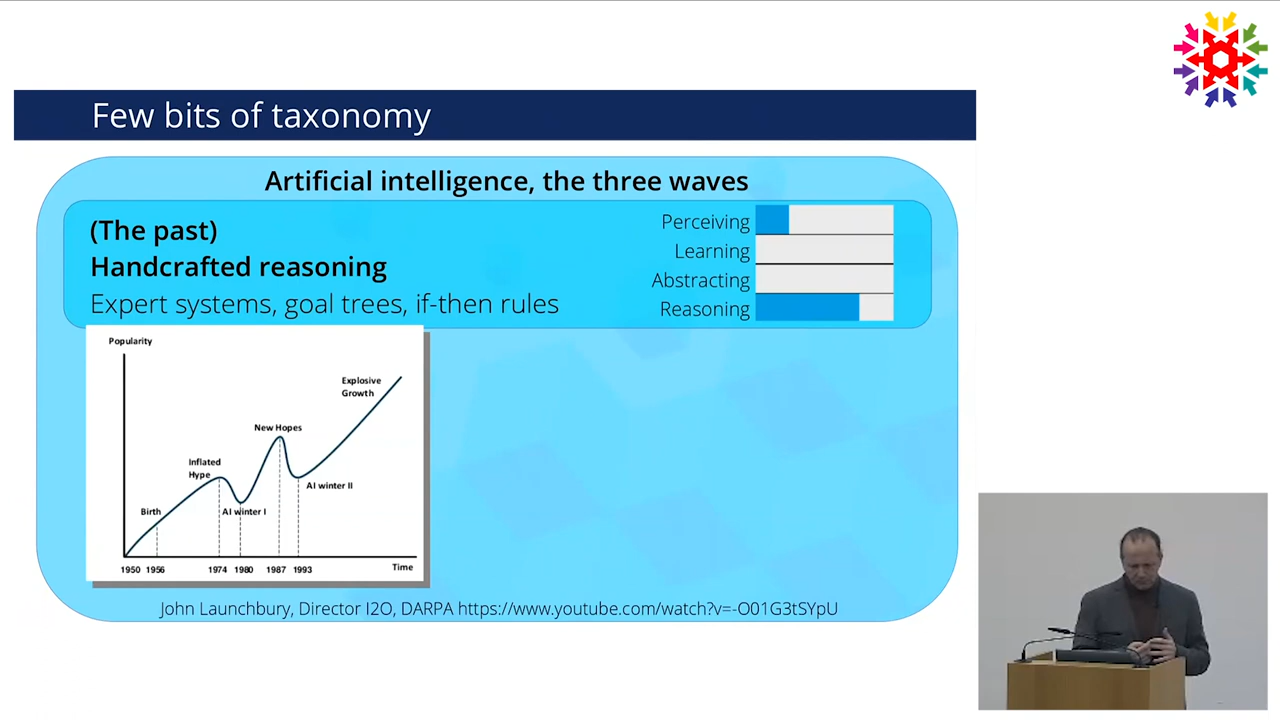 Few bits of taxonomy
Artificial intelligence, the three waves
(The past)
Handcrafted reasoning
Expert systems, goal trees, if-then rules
Perceiving
Learning
Abstracting
Reasoning
Popularity
Explosive
Growth
New Hopes
Inflated
Hype
AI winter II
Birth
AI winter I
1950 1956 1974 1980 1987 1993
Time
John Launchbury, Director I2O, DARPA https://www.youtube.com/watch?v=-O01G3tSYpU